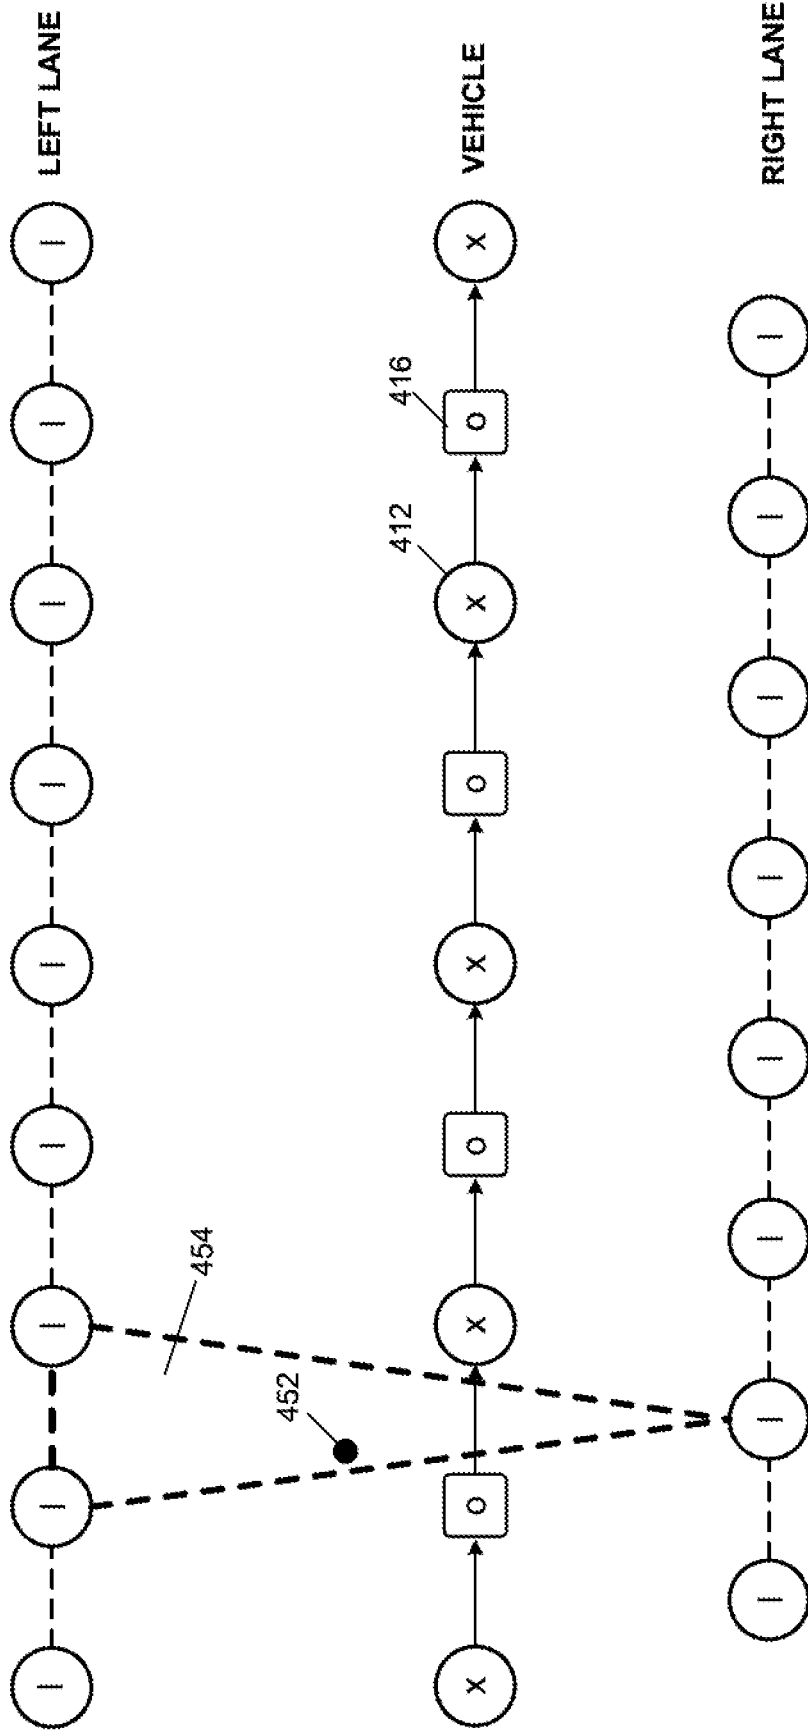 l l l l l l l l l LEFT LANE
454
452
412
416
x o x o x o x o x VEHICLE
l l l l l l l l RIGHT LANE